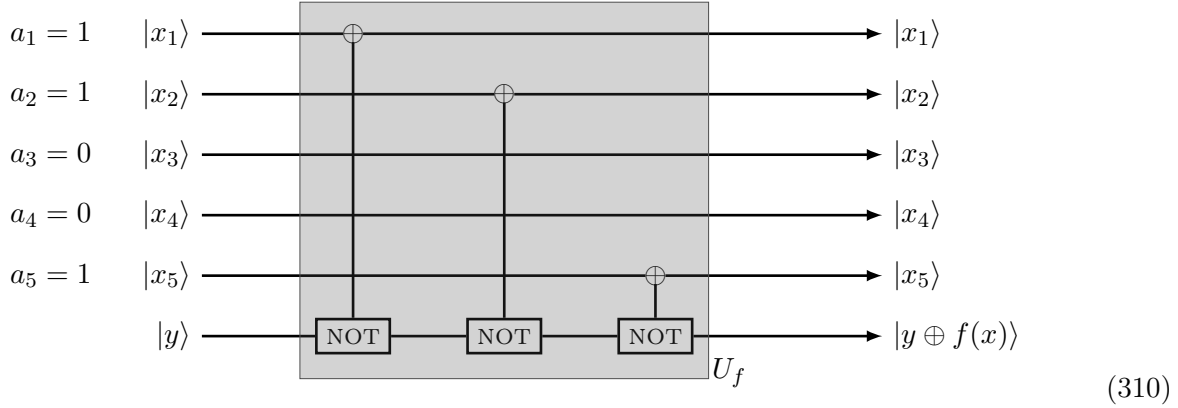 a₁ = 1 |x₁⟩ |x₁⟩
a₂ = 1 |x₂⟩ |x₂⟩
a₃ = 0 |x₃⟩ |x₃⟩
a₄ = 0 |x₄⟩ |x₄⟩
a₅ = 1 |x₅⟩ |x₅⟩
|y⟩ NOT NOT NOT |y ⊕ f(x)⟩
U_f
(310)